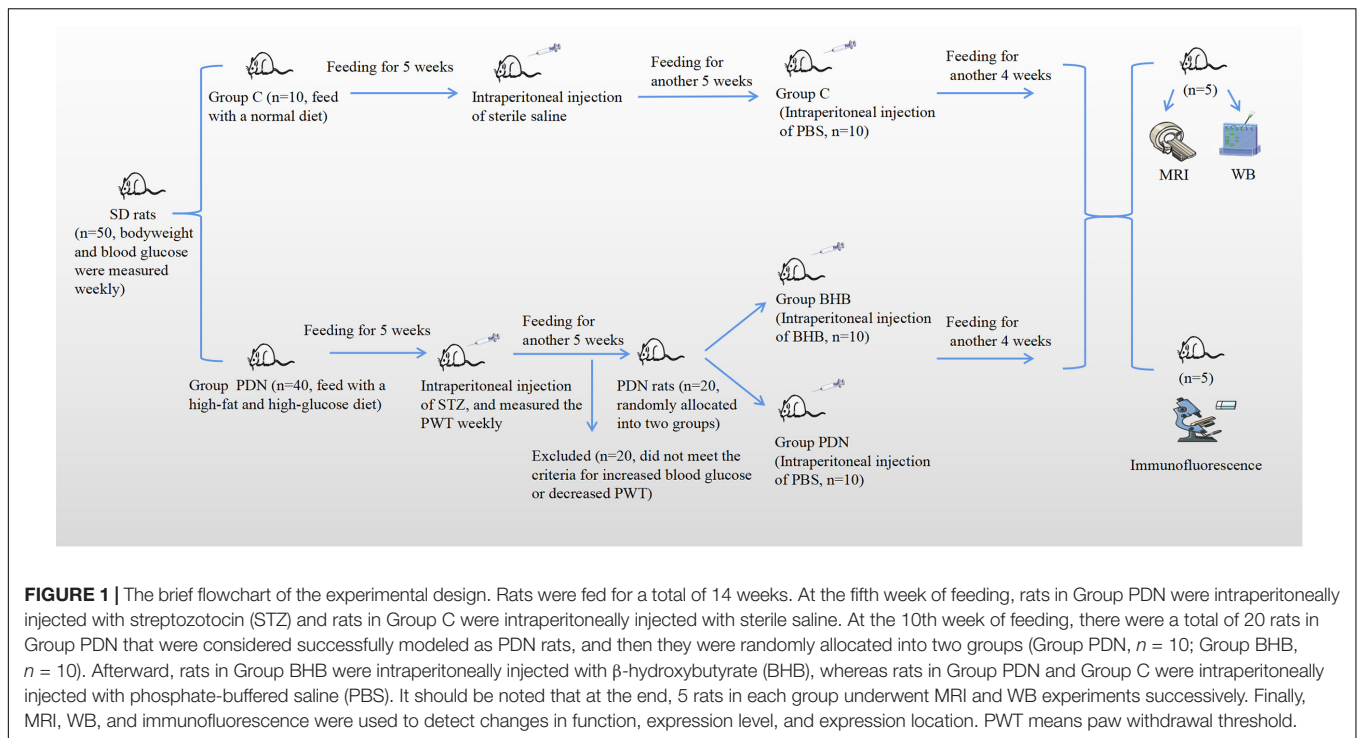 Group C (n=10, feed
with a normal diet)
Feeding for 5 weeks
Intraperitoneal injection
of sterile saline
Feeding for
another 5 weeks
Group C
(Intraperitoneal injection
of PBS, n=10)
Feeding for
another 4 weeks
(n=5)
MRI
WB
SD rats
(n=50, bodyweight
and blood glucose
were measured
weekly)
Group PDN (n=40, feed with a
high-fat and high-glucose diet)
Feeding for 5 weeks
Intraperitoneal injection
of STZ, and measured the
PWT weekly
Feeding for
another 5 weeks
Excluded (n=20, did not meet the
criteria for increased blood glucose
or decreased PWT)
PDN rats (n=20,
randomly allocated
into two groups)
Group BHB
(Intraperitoneal injection
of BHB, n=10)
Group PDN
(Intraperitoneal injection
of PBS, n=10)
Feeding for
another 4 weeks
(n=5)
Immunofluorescence
FIGURE 1 | The brief flowchart of the experimental design. Rats were fed for a total of 14 weeks. At the fifth week of feeding, rats in Group PDN were intraperitoneally
injected with streptozotocin (STZ) and rats in Group C were intraperitoneally injected with sterile saline. At the 10th week of feeding, there were a total of 20 rats in
Group PDN that were considered successfully modeled as PDN rats, and then they were randomly allocated into two groups (Group PDN, n = 10; Group BHB,
n = 10). Afterward, rats in Group BHB were intraperitoneally injected with β-hydroxybutyrate (BHB), whereas rats in Group PDN and Group C were intraperitoneally
injected with phosphate-buffered saline (PBS). It should be noted that at the end, 5 rats in each group underwent MRI and WB experiments successively. Finally,
MRI, WB, and immunofluorescence were used to detect changes in function, expression level, and expression location. PWT means paw withdrawal threshold.